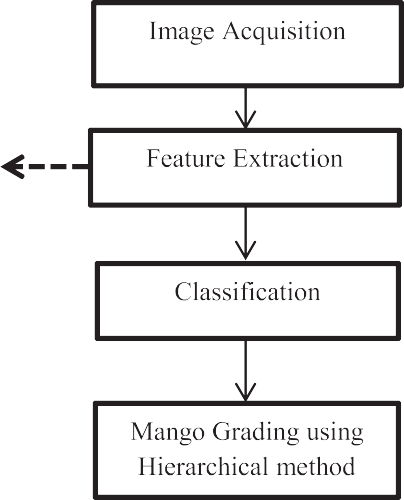 Image Acquisition
Feature Extraction
Classification
Mango Grading using
Hierarchical method